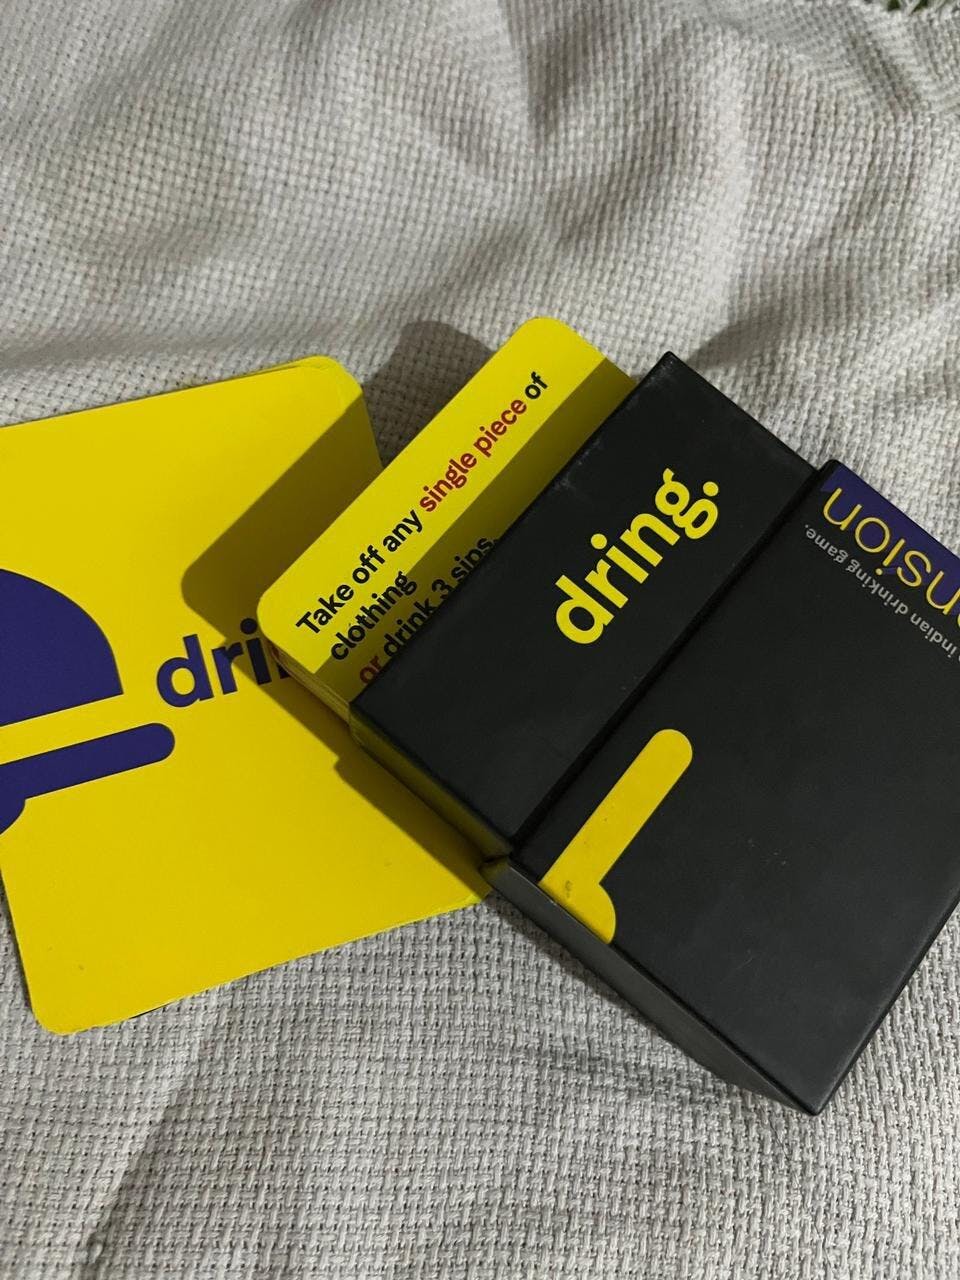 dri
Take off any single piece of
clothing
or drink 3 sips.
dring.
nsion
indian drinking game.